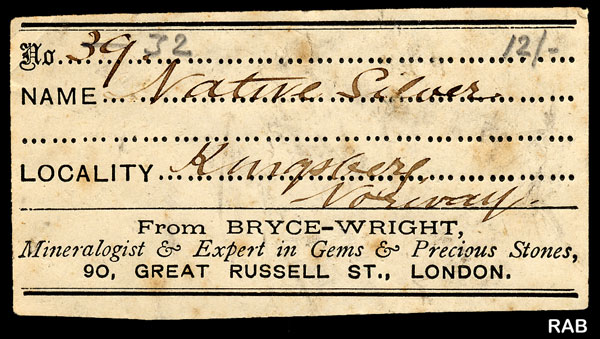 No. 39 32 12/-
NAME Native Silver
LOCALITY Kungsberg
Norway.
From BRYCE-WRIGHT,
Mineralogist & Expert in Gems & Precious Stones,
90, GREAT RUSSELL ST., LONDON.
RAB